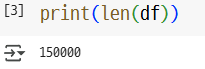 [3] print(len(df))
150000